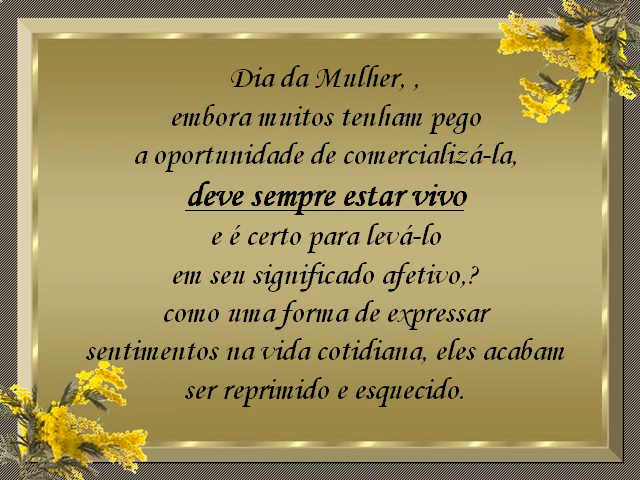 Dia da Mulher, ,
embora muitos tenham pego
a oportunidade de comercializá-la,
deve sempre estar vivo
e é certo para levá-lo
em seu significado afetivo,?
como uma forma de expressar
sentimentos na vida cotidiana, eles acabam
ser reprimido e esquecido.